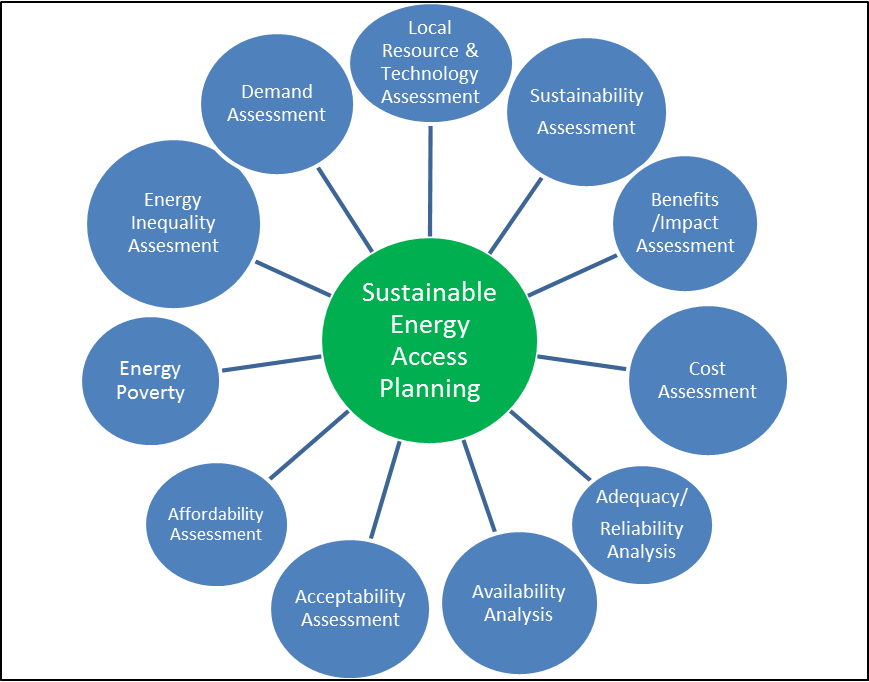 Local
Resource &
Technology
Assessment
Sustainability
Assessment
Benefits
/Impact
Assessment
Cost
Assessment
Adequacy/
Reliability
Analysis
Availability
Analysis
Acceptability
Assessment
Affordability
Assessment
Energy
Poverty
Energy
Inequality
Assesment
Demand
Assessment
Sustainable
Energy
Access
Planning